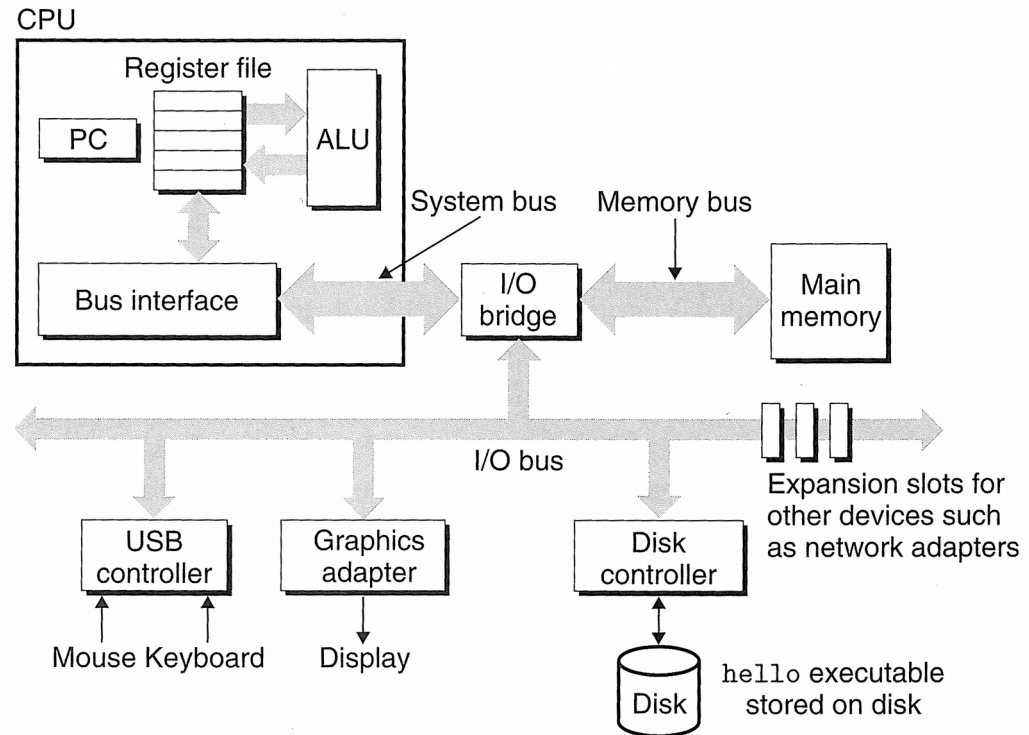 CPU
Register file
PC
ALU
System bus
Memory bus
Bus interface
I/O
bridge
Main
memory
I/O bus
Expansion slots for
other devices such
as network adapters
USB
controller
Graphics
adapter
Disk
controller
Mouse Keyboard
Display
Disk
hello executable
stored on disk